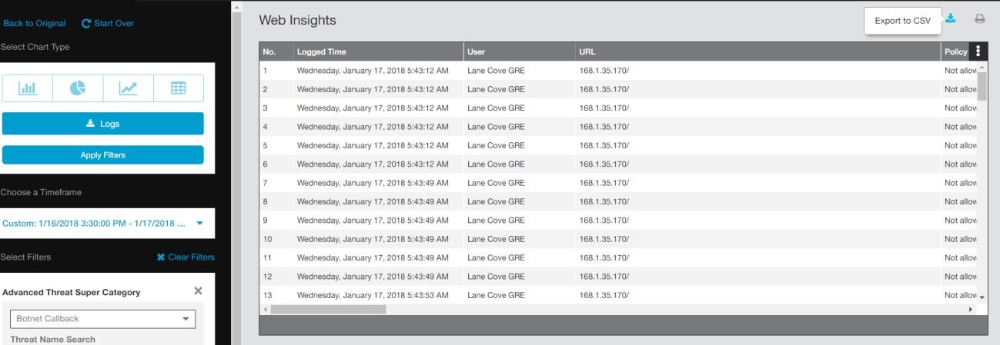 Back to Original Start Over
Select Chart Type
Logs
Apply Filters
Choose a Timeframe
Custom: 1/16/2018 3:30:00 PM - 1/17/2018 ...
Select Filters Clear Filters
Advanced Threat Super Category
Botnet Callback
Threat Name Search
Web Insights
Export to CSV
No. Logged Time User URL Policy
1 Wednesday, January 17, 2018 5:43:12 AM Lane Cove GRE 168.1.35.170/ Not allow
2 Wednesday, January 17, 2018 5:43:12 AM Lane Cove GRE 168.1.35.170/ Not allow
3 Wednesday, January 17, 2018 5:43:12 AM Lane Cove GRE 168.1.35.170/ Not allow
4 Wednesday, January 17, 2018 5:43:12 AM Lane Cove GRE 168.1.35.170/ Not allow
5 Wednesday, January 17, 2018 5:43:12 AM Lane Cove GRE 168.1.35.170/ Not allow
6 Wednesday, January 17, 2018 5:43:12 AM Lane Cove GRE 168.1.35.170/ Not allow
7 Wednesday, January 17, 2018 5:43:49 AM Lane Cove GRE 168.1.35.170/ Not allow
8 Wednesday, January 17, 2018 5:43:49 AM Lane Cove GRE 168.1.35.170/ Not allow
9 Wednesday, January 17, 2018 5:43:49 AM Lane Cove GRE 168.1.35.170/ Not allow
10 Wednesday, January 17, 2018 5:43:49 AM Lane Cove GRE 168.1.35.170/ Not allow
11 Wednesday, January 17, 2018 5:43:49 AM Lane Cove GRE 168.1.35.170/ Not allow
12 Wednesday, January 17, 2018 5:43:49 AM Lane Cove GRE 168.1.35.170/ Not allow
13 Wednesday, January 17, 2018 5:43:53 AM Lane Cove GRE 168.1.35.170/ Not allow